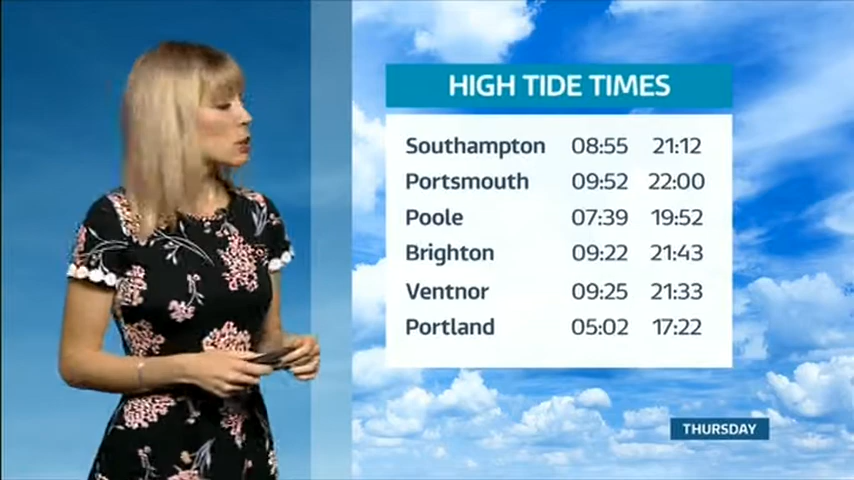 HIGH TIDE TIMES
Southampton 08:55 21:12
Portsmouth 09:52 22:00
Poole 07:39 19:52
Brighton 09:22 21:43
Ventnor 09:25 21:33
Portland 05:02 17:22
THURSDAY